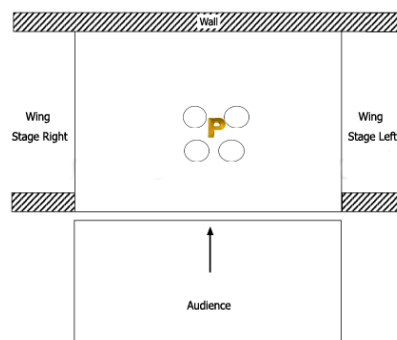 Wall
Wing
Stage Right
P
Wing
Stage Left
Audience